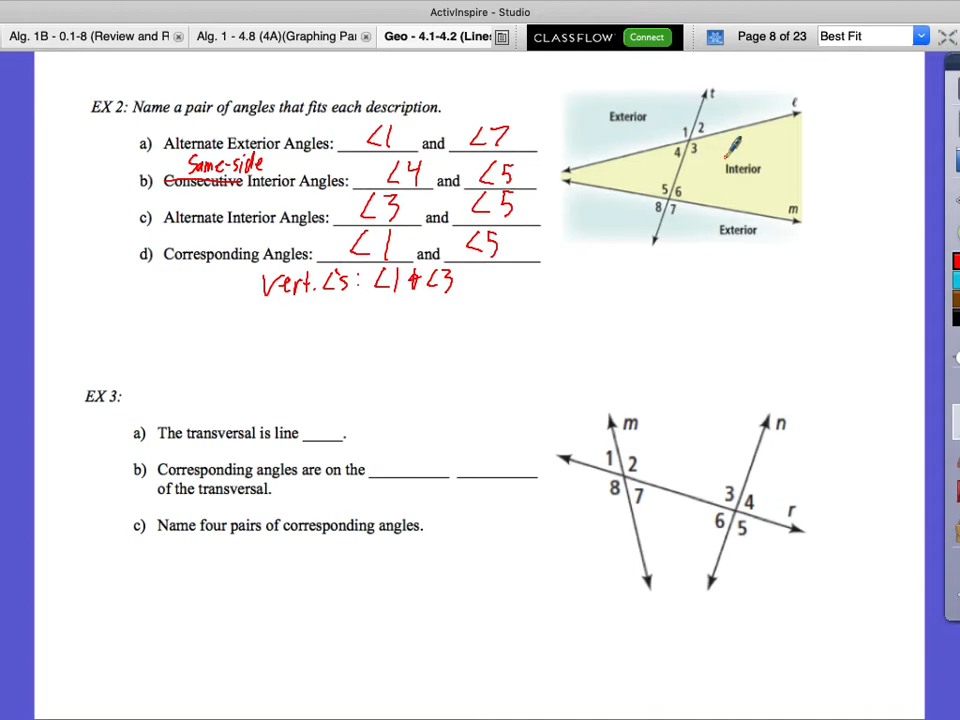 ActivInspire - Studio
Alg. 1B - 0.1-8 (Review and R
Alg. 1 - 4.8 (4A)(Graphing Par
Geo - 4.1-4.2 (Lines
CLASSFLOW
Connect
Page 8 of 23
Best Fit
EX 2: Name a pair of angles that fits each description.
a) Alternate Exterior Angles: ∠1 and ∠7
Same-side
b) Consecutive Interior Angles: ∠4 and ∠5
c) Alternate Interior Angles: ∠3 and ∠5
d) Corresponding Angles: ∠1 and ∠5
Vert. ∠'s: ∠1 + ∠3
t
ℓ
Exterior
1 2
4 3
Interior
5 6
8 7
m
Exterior
EX 3:
a) The transversal is line _____.
b) Corresponding angles are on the _________ _________
of the transversal.
c) Name four pairs of corresponding angles.
m
n
1 2
8 7
3 4
6 5
r